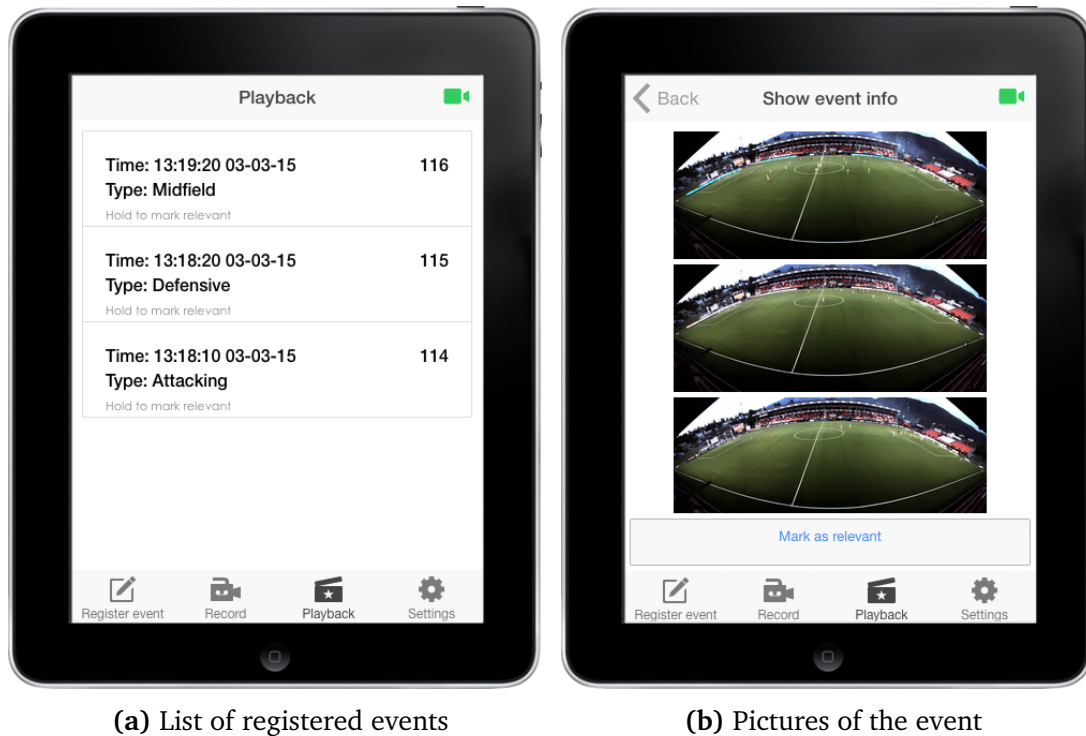 Playback
Time: 13:19:20 03-03-15 116
Type: Midfield
Hold to mark relevant
Time: 13:18:20 03-03-15 115
Type: Defensive
Hold to mark relevant
Time: 13:18:10 03-03-15 114
Type: Attacking
Hold to mark relevant
Register event Record Playback Settings
(a) List of registered events
Back Show event info
Mark as relevant
Register event Record Playback Settings
(b) Pictures of the event